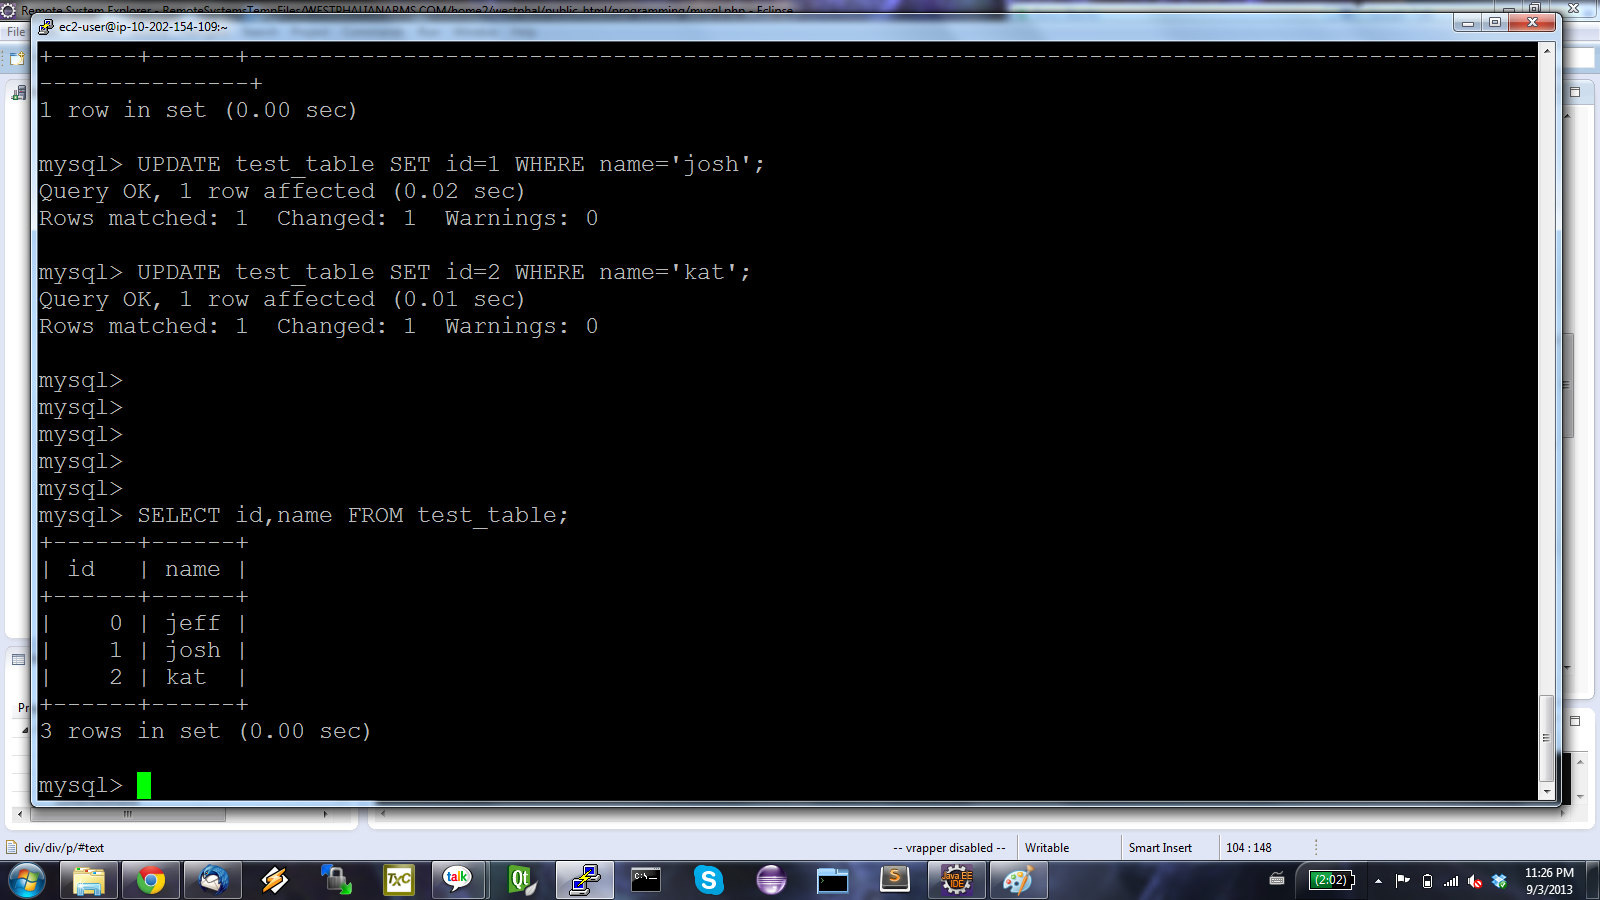 Remote System Explorer - RemoteSystemsTempFiles/WESTPHALIANARMS.COM/home2/westphal/public_html/programming/mysql.php - Eclipse
ec2-user@ip-10-202-154-109:~
File
+------+------+--------------------------------------------------------------------------------------------
---------------+
1 row in set (0.00 sec)
mysql> UPDATE test_table SET id=1 WHERE name='josh';
Query OK, 1 row affected (0.02 sec)
Rows matched: 1  Changed: 1  Warnings: 0
mysql> UPDATE test_table SET id=2 WHERE name='kat';
Query OK, 1 row affected (0.01 sec)
Rows matched: 1  Changed: 1  Warnings: 0
mysql>
mysql>
mysql>
mysql>
mysql>
mysql> SELECT id,name FROM test_table;
+------+------+
| id   | name |
+------+------+
|    0 | jeff |
|    1 | josh |
|    2 | kat  |
+------+------+
3 rows in set (0.00 sec)
mysql>
Pr
div/div/p/#text
-- vrapper disabled --
Writable
Smart Insert
104 : 148
TXC
talk
Qt
C:\_
S
S
Java EE
IDE
(2:02)
11:26 PM
9/3/2013